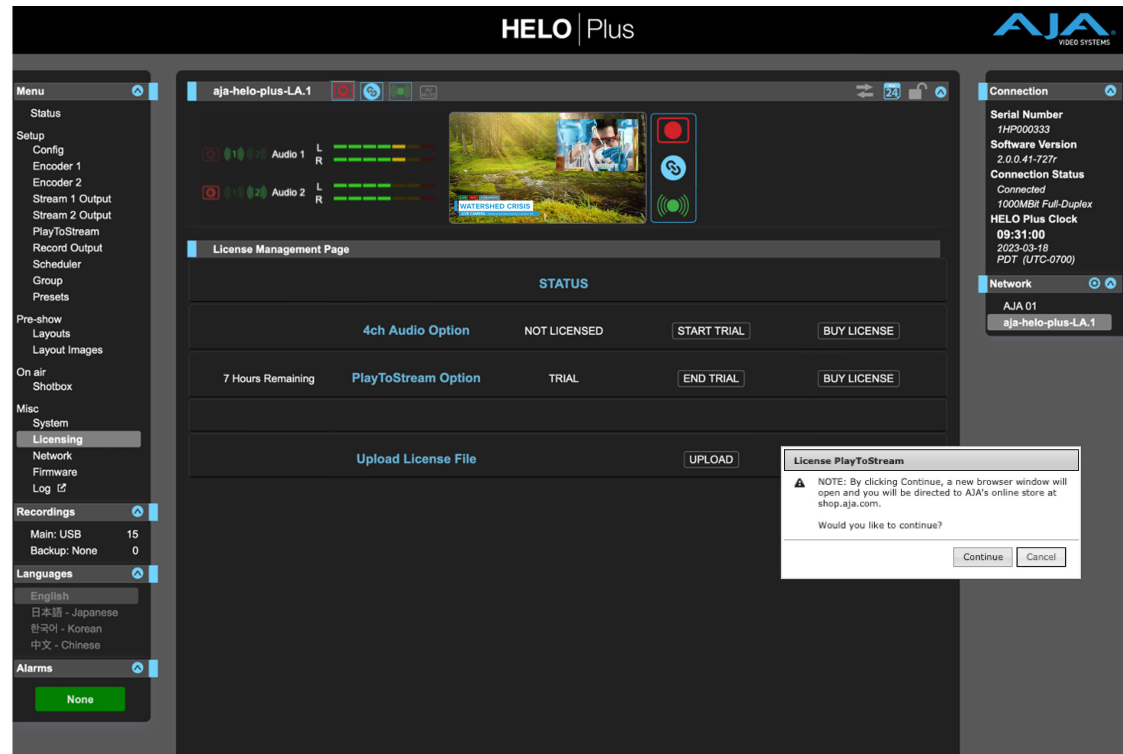 HELO Plus
AJA
VIDEO SYSTEMS
Menu
Status
Setup
Config
Encoder 1
Encoder 2
Stream 1 Output
Stream 2 Output
PlayToStream
Record Output
Scheduler
Group
Presets
Pre-show
Layouts
Layout Images
On air
Shotbox
Misc
System
Licensing
Network
Firmware
Log
Recordings
Main: USB 15
Backup: None 0
Languages
English
日本語 - Japanese
한국어 - Korean
中文 - Chinese
Alarms
None
aja-helo-plus-LA.1
24
1 2 Audio 1 L
R
1 2 Audio 2 L
R
WATERSHED CRISIS
License Management Page
STATUS
4ch Audio Option NOT LICENSED START TRIAL BUY LICENSE
7 Hours Remaining PlayToStream Option TRIAL END TRIAL BUY LICENSE
Upload License File UPLOAD
License PlayToStream
NOTE: By clicking Continue, a new browser window will
open and you will be directed to AJA's online store at
shop.aja.com.
Would you like to continue?
Continue Cancel
Connection
Serial Number
1HP000333
Software Version
2.0.0.41-727r
Connection Status
Connected
1000MBit Full-Duplex
HELO Plus Clock
09:31:00
2023-03-18
PDT (UTC-0700)
Network
AJA 01
aja-helo-plus-LA.1